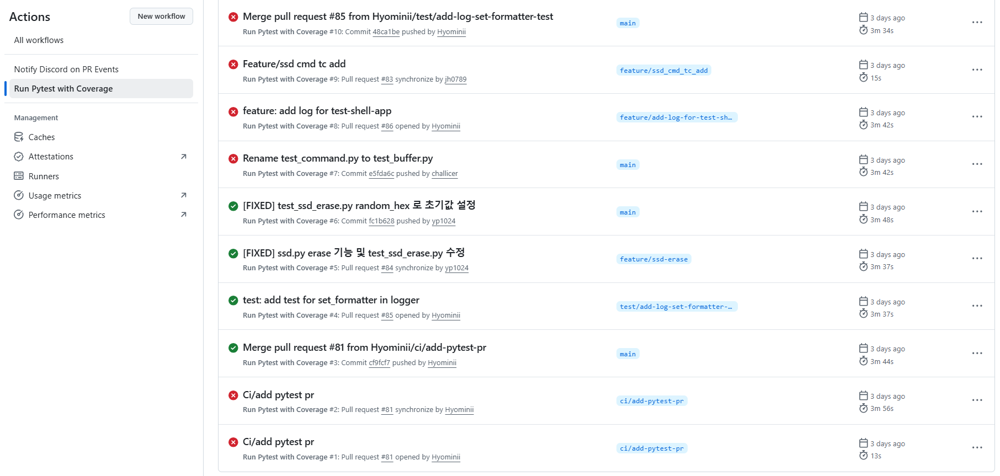 Actions
New workflow
All workflows
Notify Discord on PR Events
Run Pytest with Coverage
Management
Caches
Attestations
Runners
Usage metrics
Performance metrics
Merge pull request #85 from Hyominii/test/add-log-set-formatter-test
Run Pytest with Coverage #10: Commit 48ca1be pushed by Hyominii
main
3 days ago
3m 34s
Feature/ssd cmd tc add
Run Pytest with Coverage #9: Pull request #83 synchronize by jh0789
feature/ssd_cmd_tc_add
3 days ago
15s
feature: add log for test-shell-app
Run Pytest with Coverage #8: Pull request #86 opened by Hyominii
feature/add-log-for-test-sh…
3 days ago
3m 42s
Rename test_command.py to test_buffer.py
Run Pytest with Coverage #7: Commit e5fda6c pushed by challicer
main
3 days ago
3m 42s
[FIXED] test_ssd_erase.py random_hex 로 초기값 설정
Run Pytest with Coverage #6: Commit fc1b628 pushed by yp1024
main
3 days ago
3m 48s
[FIXED] ssd.py erase 기능 및 test_ssd_erase.py 수정
Run Pytest with Coverage #5: Pull request #84 synchronize by yp1024
feature/ssd-erase
3 days ago
3m 37s
test: add test for set_formatter in logger
Run Pytest with Coverage #4: Pull request #85 opened by Hyominii
test/add-log-set-formatter-…
3 days ago
3m 37s
Merge pull request #81 from Hyominii/ci/add-pytest-pr
Run Pytest with Coverage #3: Commit cf9fcf7 pushed by Hyominii
main
3 days ago
3m 44s
Ci/add pytest pr
Run Pytest with Coverage #2: Pull request #81 synchronize by Hyominii
ci/add-pytest-pr
3 days ago
3m 56s
Ci/add pytest pr
Run Pytest with Coverage #1: Pull request #81 opened by Hyominii
ci/add-pytest-pr
3 days ago
13s